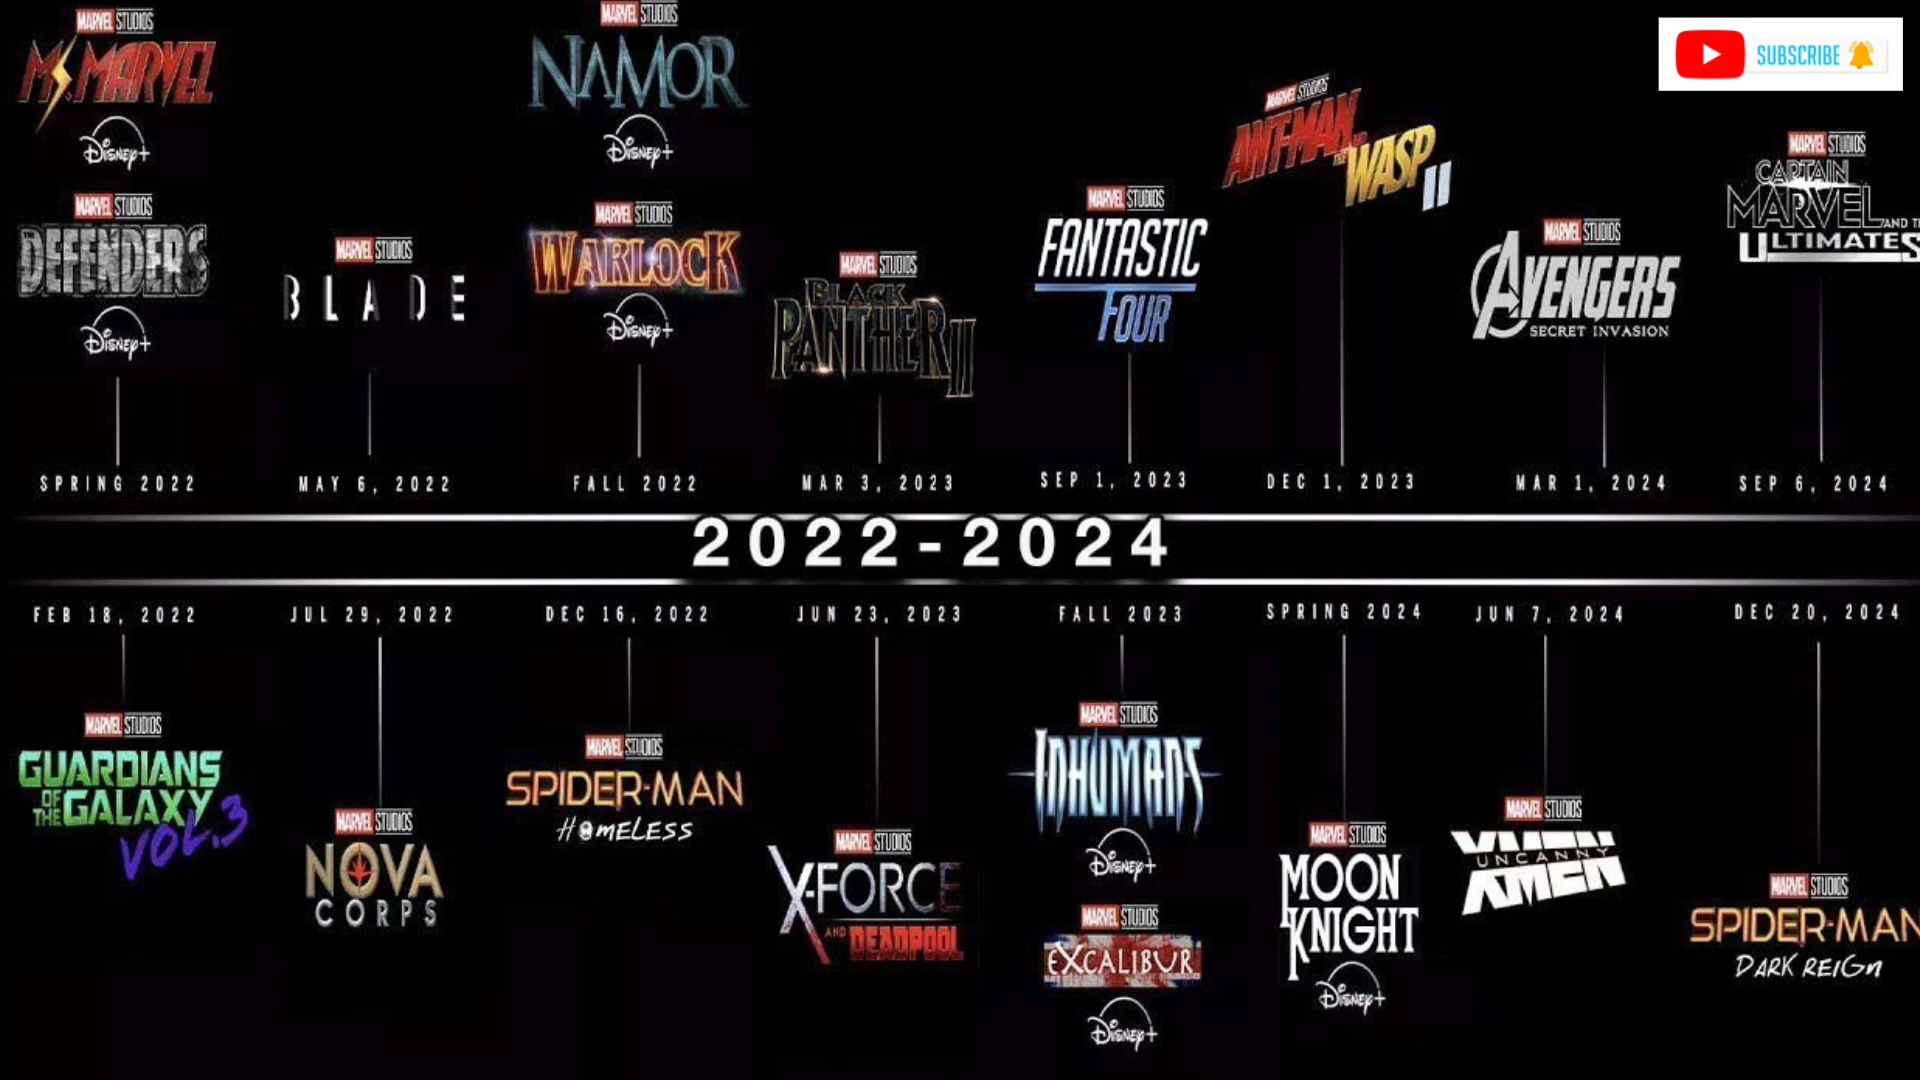 MARVEL STUDIOS
MS. MARVEL
Disney+
MARVEL STUDIOS
DEFENDERS
Disney+
SPRING 2022
MARVEL STUDIOS
BLADE
MAY 6, 2022
MARVEL STUDIOS
NAMOR
Disney+
MARVEL STUDIOS
WARLOCK
Disney+
FALL 2022
MARVEL STUDIOS
BLACK
PANTHER II
MAR 3, 2023
MARVEL STUDIOS
FANTASTIC
FOUR
SEP 1, 2023
MARVEL STUDIOS
ANT-MAN AND
THE WASP II
DEC 1, 2023
MARVEL STUDIOS
AVENGERS
SECRET INVASION
MAR 1, 2024
SUBSCRIBE
MARVEL STUDIOS
CAPTAIN
MARVEL AND T
ULTIMATES
SEP 6, 2024
2022-2024
FEB 18, 2022
MARVEL STUDIOS
GUARDIANS
OF THE GALAXY
VOL.3
JUL 29, 2022
MARVEL STUDIOS
NOVA
CORPS
DEC 16, 2022
MARVEL STUDIOS
SPIDER-MAN
HOMELESS
JUN 23, 2023
MARVEL STUDIOS
X-FORCE
AND DEADPOOL
FALL 2023
MARVEL STUDIOS
INHUMANS
Disney+
MARVEL STUDIOS
EXCALIBUR
Disney+
SPRING 2024
MARVEL STUDIOS
MOON
KNIGHT
Disney+
JUN 7, 2024
MARVEL STUDIOS
UNCANNY
XMEN
DEC 20, 2024
MARVEL STUDIOS
SPIDER-MAN
DARK REIGN